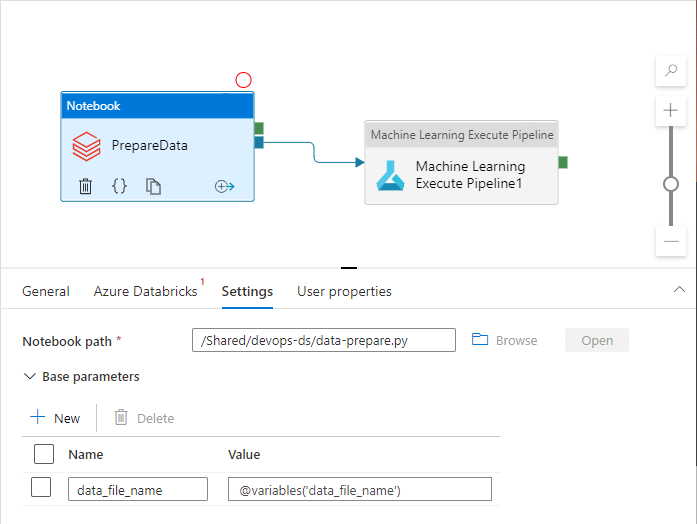 Notebook
PrepareData
{}
Machine Learning Execute Pipeline
Machine Learning
Execute Pipeline1
General
Azure Databricks 1
Settings
User properties
Notebook path *
/Shared/devops-ds/data-prepare.py
Browse
Open
Base parameters
New
Delete
Name
Value
data_file_name
@variables('data_file_name')